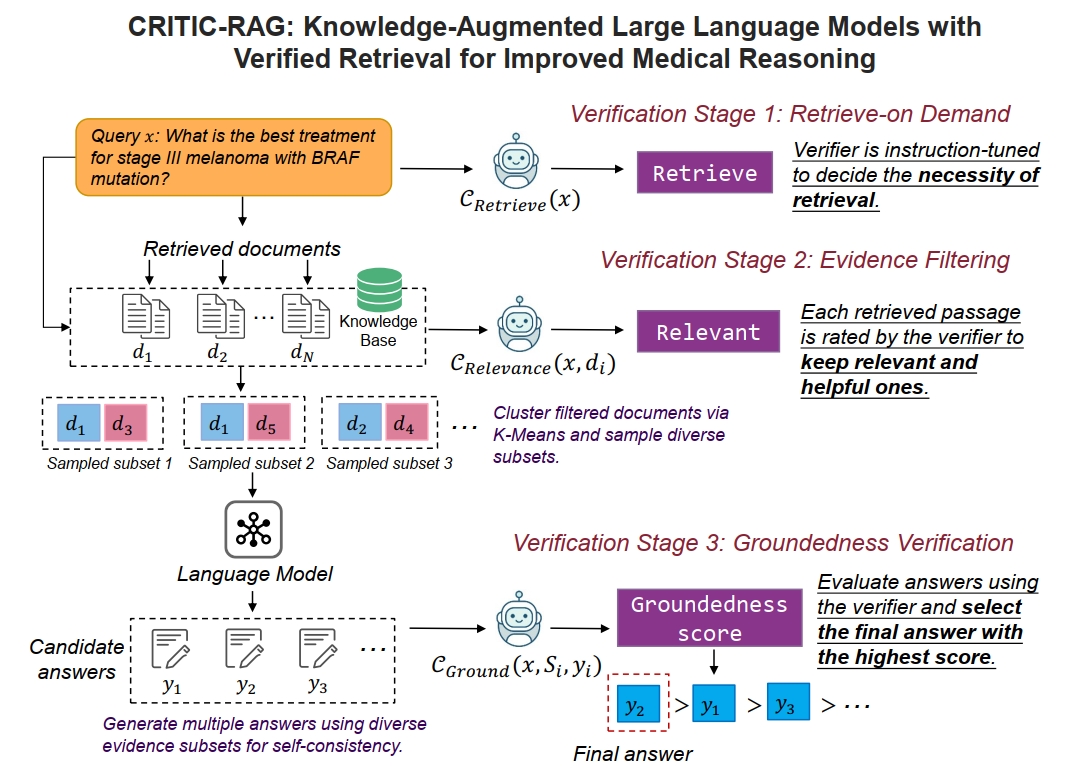 CRITIC-RAG: Knowledge-Augmented Large Language Models with
Verified Retrieval for Improved Medical Reasoning
Verification Stage 1: Retrieve-on Demand
Query x: What is the best treatment
for stage III melanoma with BRAF
mutation?
C_Retrieve(x)
Retrieve
Verifier is instruction-tuned
to decide the necessity of
retrieval.
Retrieved documents
Verification Stage 2: Evidence Filtering
d_1
d_2
...
d_N
Knowledge
Base
C_Relevance(x, d_i)
Relevant
Each retrieved passage
is rated by the verifier to
keep relevant and
helpful ones.
d_1 d_3
d_1 d_5
d_2 d_4
...
Sampled subset 1
Sampled subset 2
Sampled subset 3
Cluster filtered documents via
K-Means and sample diverse
subsets.
Language Model
Verification Stage 3: Groundedness Verification
Candidate
answers
y_1
y_2
y_3
...
Generate multiple answers using diverse
evidence subsets for self-consistency.
C_Ground(x, S_i, y_i)
Groundedness
score
Evaluate answers using
the verifier and select
the final answer with
the highest score.
y_2 > y_1 > y_3 > ...
Final answer